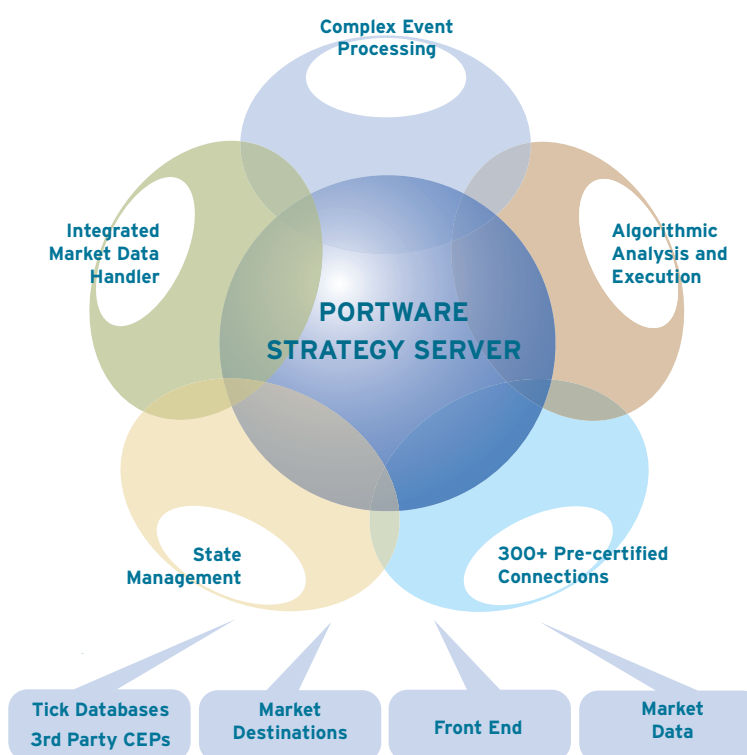 Complex Event
Processing
Integrated
Market Data
Handler
Algorithmic
Analysis and
Execution
PORTWARE
STRATEGY SERVER
State
Management
300+ Pre-certified
Connections
Tick Databases
3rd Party CEPs
Market
Destinations
Front End
Market
Data